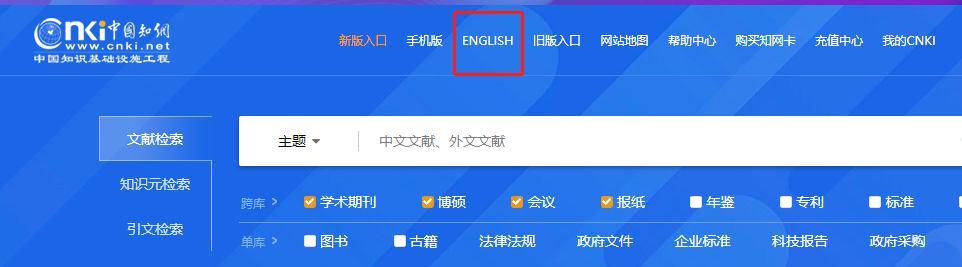 Cnki中国知网
www.cnki.net
中国知识基础设施工程
新版入口 手机版 ENGLISH 旧版入口 网站地图 帮助中心 购买知网卡 充值中心 我的CNKI
文献检索
主题 中文文献、外文文献
知识元检索
跨库 > 学术期刊 博硕 会议 报纸 年鉴 专利 标准
引文检索
单库 > 图书 古籍 法律法规 政府文件 企业标准 科技报告 政府采购